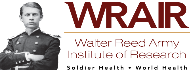 WRAIR
Walter Reed Army
Institute of Research
Soldier Health • World Health